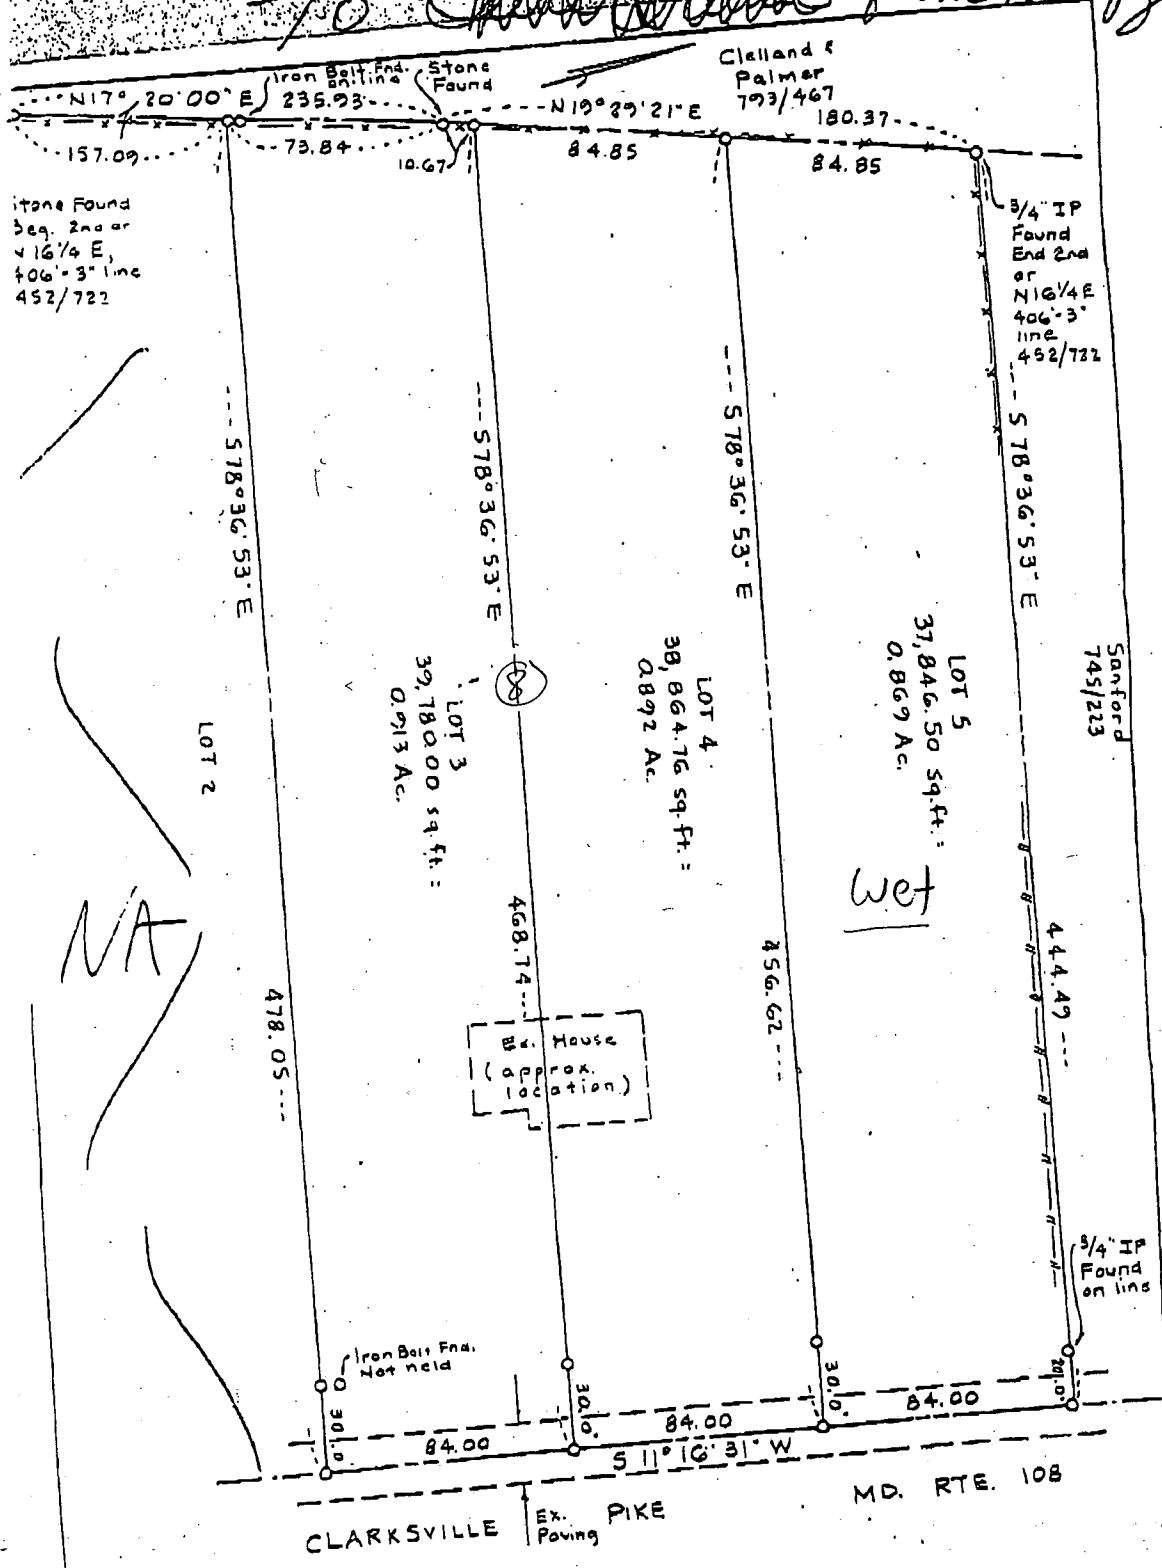 To
Clelland &
Palmer
793/467
Iron Bolt Fnd.
on line
Stone
Found
N17° 20'00" E
235.93
N19°29'21"E
180.37
157.09
73.84
10.67
84.85
84.85
Stone Found
Beg. 2nd or
N 16¼ E,
406'-3" line
452/722
3/4" IP
Found
End 2nd
or
N16¼E
406'-3"
line
452/722
S78°36'53"E
S78°36'53"E
S78°36'53"E
S78°36'53"E
Sanford
745/223
LOT 2
LOT 3
39,780.00 sq.ft. =
0.913 Ac.
8
LOT 4
38,864.76 sq.ft. =
0.892 Ac.
LOT 5
37,846.50 sq.ft. =
0.869 Ac.
Wet
NA
478.05
468.74
456.62
444.49
Ex. House
(approx.
location)
3/4" IP
Found
on line
Iron Bolt Fnd.
Not held
30.0'
30.0'
30.0'
20.0'
84.00
84.00
84.00
S 11° 16' 31" W
CLARKSVILLE PIKE
MD. RTE. 108
Ex.
Paving